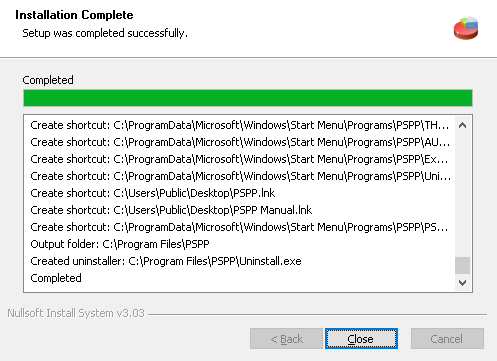 Installation Complete
Setup was completed successfully.
Completed
Create shortcut: C:\ProgramData\Microsoft\Windows\Start Menu\Programs\PSPP\TH...
Create shortcut: C:\ProgramData\Microsoft\Windows\Start Menu\Programs\PSPP\AU...
Create shortcut: C:\ProgramData\Microsoft\Windows\Start Menu\Programs\PSPP\Ex...
Create shortcut: C:\ProgramData\Microsoft\Windows\Start Menu\Programs\PSPP\Uni...
Create shortcut: C:\Users\Public\Desktop\PSPP.lnk
Create shortcut: C:\Users\Public\Desktop\PSPP Manual.lnk
Create shortcut: C:\ProgramData\Microsoft\Windows\Start Menu\Programs\PSPP\PS...
Output folder: C:\Program Files\PSPP
Created uninstaller: C:\Program Files\PSPP\Uninstall.exe
Completed
Nullsoft Install System v3.03
< Back
Close
Cancel